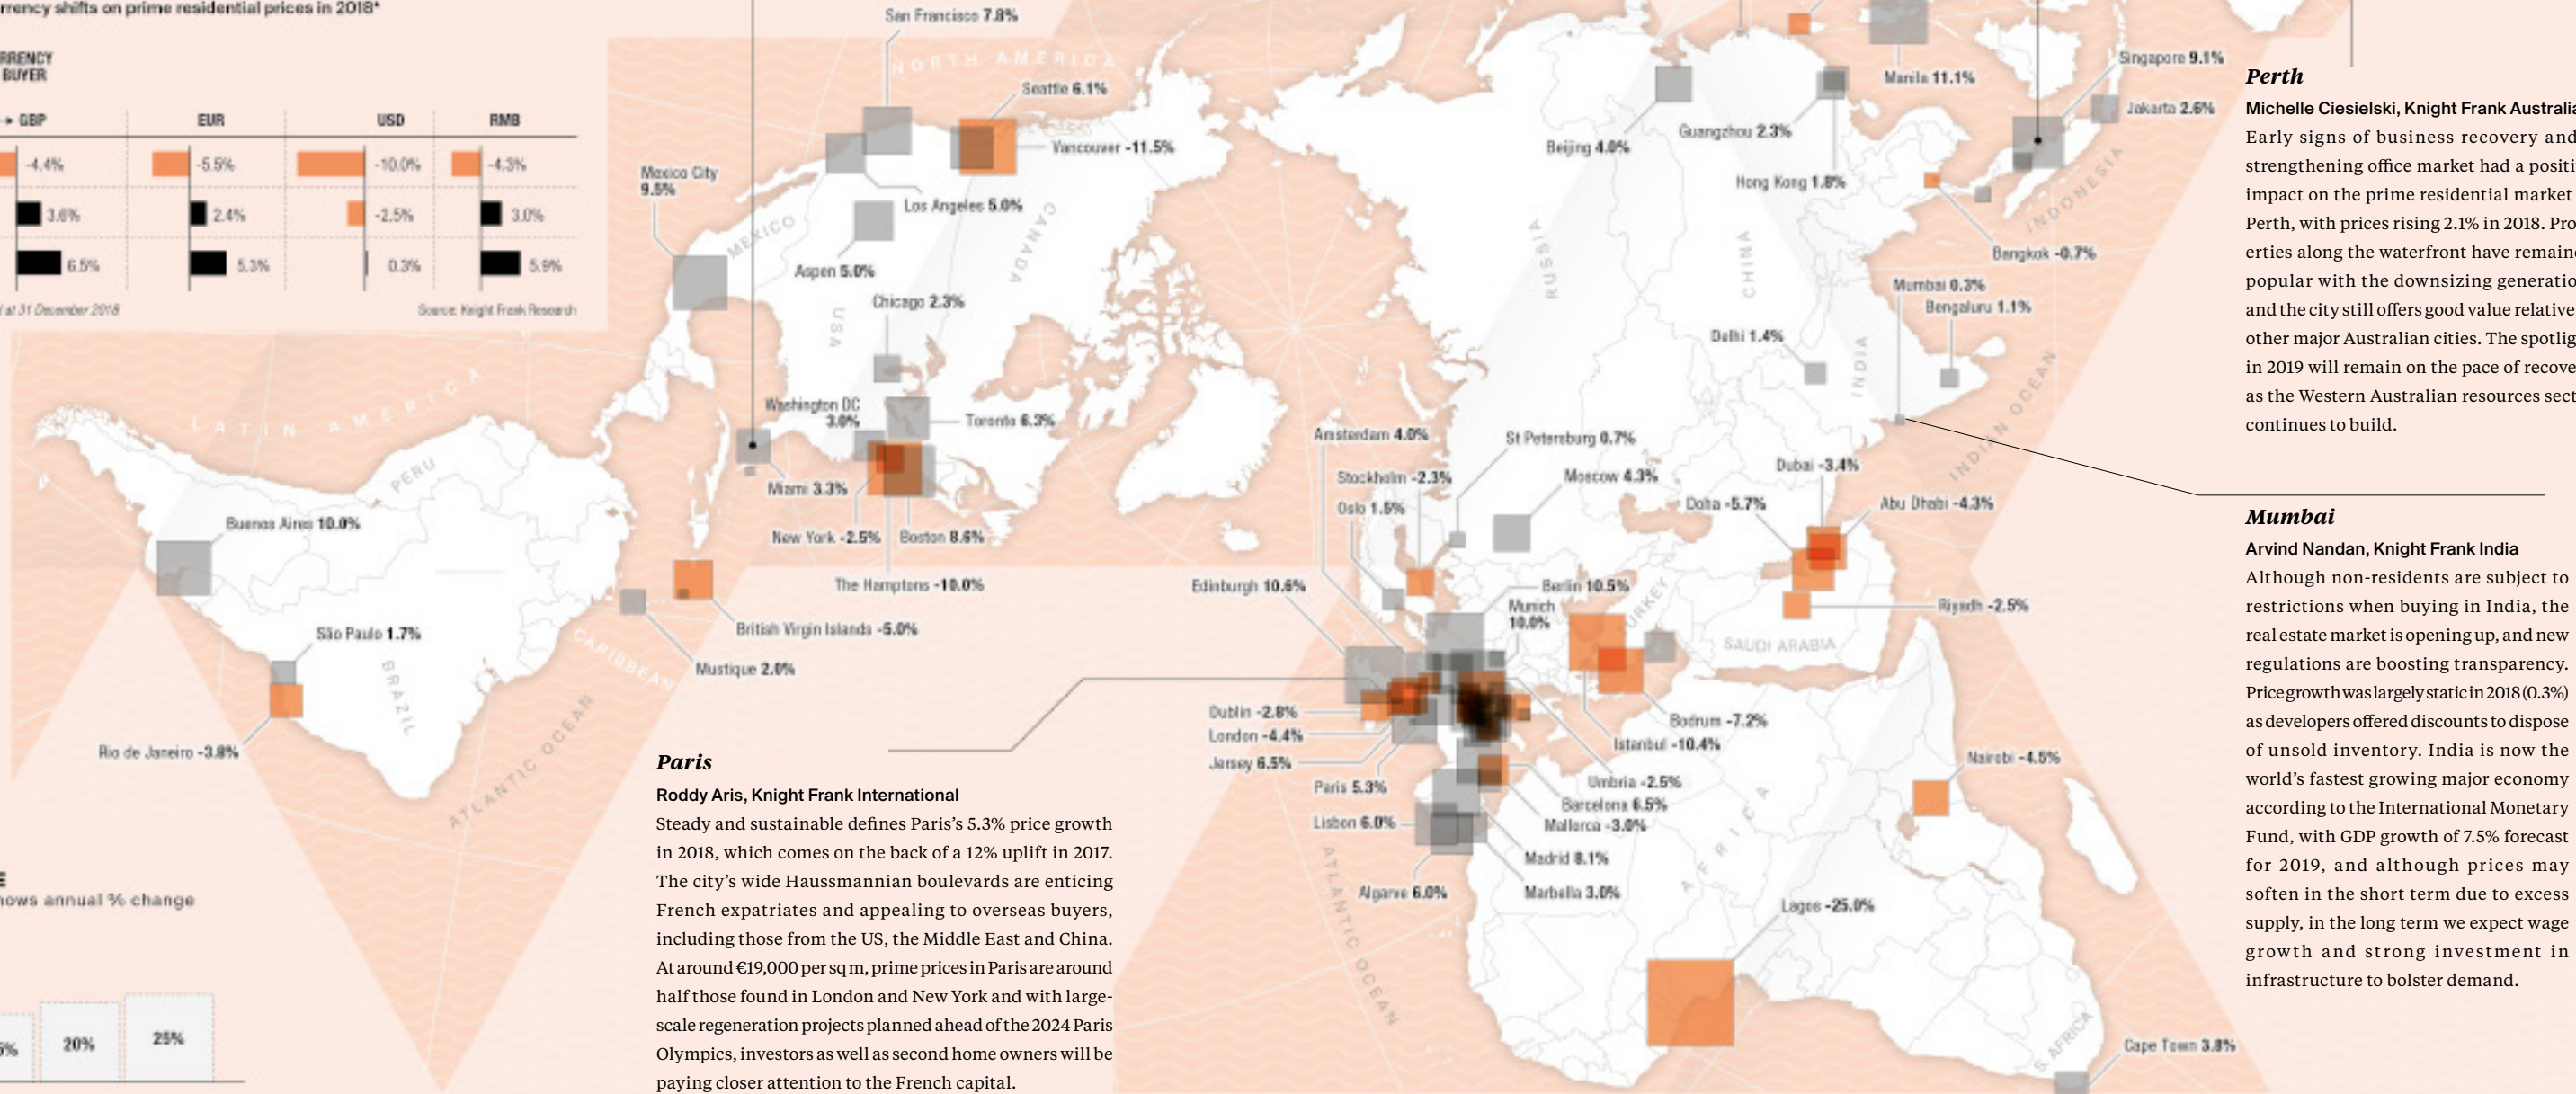 rrency shifts on prime residential prices in 2018*
RRENCY
BUYER
GBP
EUR
USD
RMB
-4.4%
-5.5%
-10.0%
-4.3%
3.6%
2.4%
-2.5%
3.0%
6.5%
5.3%
0.3%
5.9%
at 31 December 2018
Source: Knight Frank Research
NORTH AMERICA
San Francisco 7.8%
Seattle 6.1%
Vancouver -11.5%
Mexico City
9.5%
Los Angeles 5.0%
MEXICO
CANADA
Aspen 5.0%
Chicago 2.3%
USA
Washington DC
3.0%
Toronto 6.3%
Miami 3.3%
New York -2.5%
Boston 8.6%
The Hamptons -10.0%
British Virgin Islands -5.0%
Mustique 2.0%
CARIBBEAN
LATIN AMERICA
PERU
Buenos Aires 10.0%
São Paulo 1.7%
BRAZIL
Rio de Janeiro -3.8%
ATLANTIC OCEAN
Manila 11.1%
Singapore 9.1%
Jakarta 2.6%
Beijing 4.0%
Guangzhou 2.3%
Hong Kong 1.8%
INDONESIA
Bangkok -0.7%
RUSSIA
CHINA
Mumbai 0.3%
Bengaluru 1.1%
Delhi 1.4%
INDIA
INDIAN OCEAN
Amsterdam 4.0%
St Petersburg 0.7%
Stockholm -2.3%
Moscow 4.3%
Oslo 1.5%
Dubai -3.4%
Doha -5.7%
Abu Dhabi -4.3%
Edinburgh 10.6%
Berlin 10.5%
Munich
10.0%
TURKEY
Riyadh -2.5%
SAUDI ARABIA
Dublin -2.8%
London -4.4%
Jersey 6.5%
Paris 5.3%
Lisbon 6.0%
Algarve 6.0%
Bodrum -7.2%
Istanbul -10.4%
Umbria -2.5%
Barcelona 6.5%
Mallorca -3.0%
Madrid 8.1%
Marbella 3.0%
Nairobi -4.5%
AFRICA
Lagos -25.0%
ATLANTIC OCEAN
S. AFRICA
Cape Town 3.8%
E
hows annual % change
5%
20%
25%
Paris
Roddy Aris, Knight Frank International
Steady and sustainable defines Paris’s 5.3% price growth
in 2018, which comes on the back of a 12% uplift in 2017.
The city’s wide Haussmannian boulevards are enticing
French expatriates and appealing to overseas buyers,
including those from the US, the Middle East and China.
At around €19,000 per sq m, prime prices in Paris are around
half those found in London and New York and with large-
scale regeneration projects planned ahead of the 2024 Paris
Olympics, investors as well as second home owners will be
paying closer attention to the French capital.
Perth
Michelle Ciesielski, Knight Frank Australia
Early signs of business recovery and
strengthening office market had a positi
impact on the prime residential market
Perth, with prices rising 2.1% in 2018. Pro
erties along the waterfront have remaine
popular with the downsizing generatio
and the city still offers good value relative
other major Australian cities. The spotlig
in 2019 will remain on the pace of recove
as the Western Australian resources sect
continues to build.
Mumbai
Arvind Nandan, Knight Frank India
Although non-residents are subject to
restrictions when buying in India, the
real estate market is opening up, and new
regulations are boosting transparency.
Price growth was largely static in 2018 (0.3%)
as developers offered discounts to dispose
of unsold inventory. India is now the
world’s fastest growing major economy
according to the International Monetary
Fund, with GDP growth of 7.5% forecast
for 2019, and although prices may
soften in the short term due to excess
supply, in the long term we expect wage
growth and strong investment in
infrastructure to bolster demand.